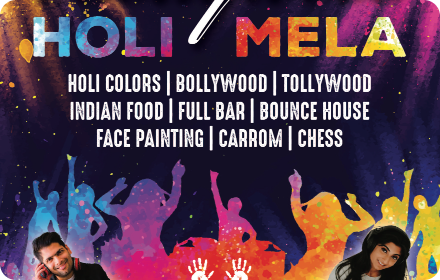 HOLI MELA
HOLI COLORS | BOLLYWOOD | TOLLYWOOD
INDIAN FOOD | FULL BAR | BOUNCE HOUSE
FACE PAINTING | CARROM | CHESS